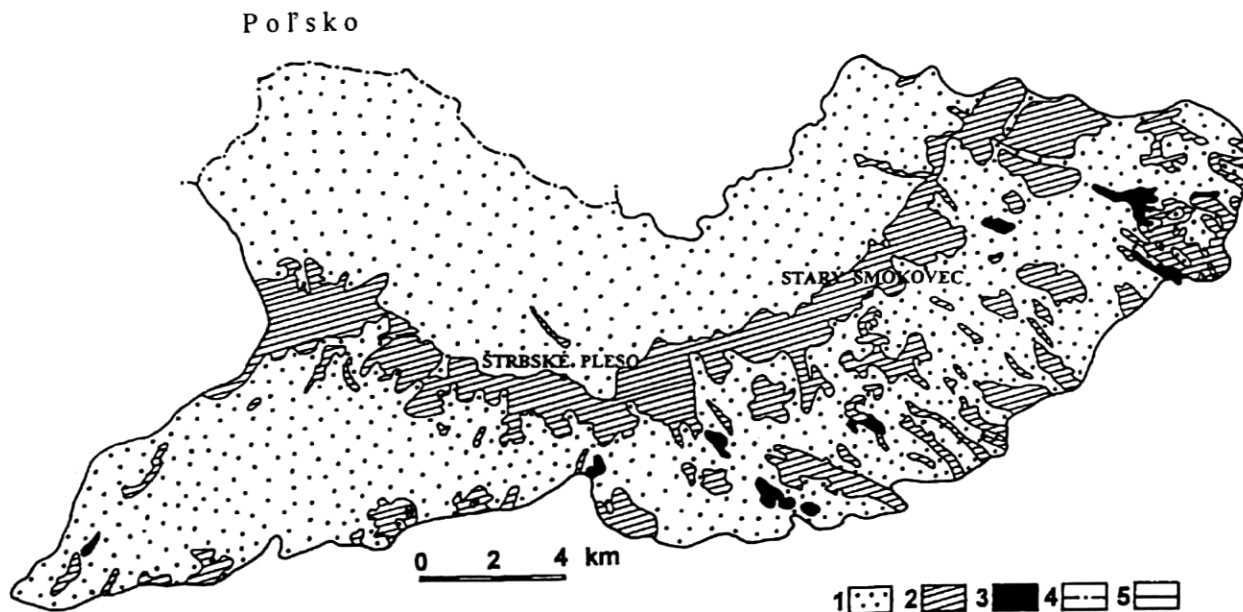 Poľsko
STARÝ SMOKOVEC
ŠTRBSKÉ PLESO
0 2 4 km
1 2 3 4 5